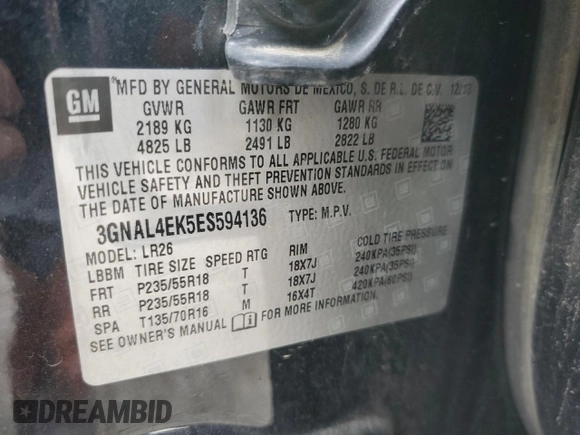 GM
MFD BY GENERAL MOTORS DE MEXICO, S. DE R.L. DE C.V. 12/13
GVWR GAWR FRT GAWR RR
2189 KG 1130 KG 1280 KG
4825 LB 2491 LB 2822 LB
THIS VEHICLE CONFORMS TO ALL APPLICABLE U.S. FEDERAL MOTOR
VEHICLE SAFETY AND THEFT PREVENTION STANDARDS IN EFFECT ON
THE DATE OF MANUFACTURE SHOWN ABOVE.
3GNAL4EK5ES594136 TYPE: M.P.V.
MODEL: LR26
LBBM TIRE SIZE SPEED RTG RIM COLD TIRE PRESSURE
FRT P235/55R18 T 18X7J 240KPA(35PSI)
RR P235/55R18 T 18X7J 240KPA(35PSI)
SPA T135/70R16 M 16X4T 420KPA(60PSI)
SEE OWNER'S MANUAL FOR MORE INFORMATION.
DREAMBID